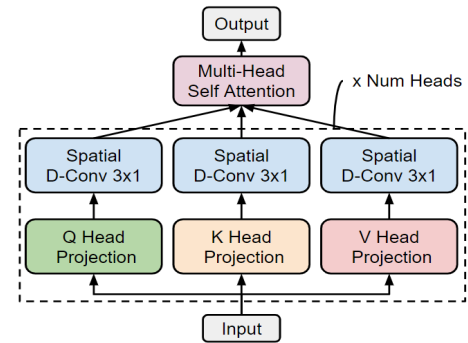 Output
Multi-Head
Self Attention
x Num Heads
Spatial
D-Conv 3x1
Spatial
D-Conv 3x1
Spatial
D-Conv 3x1
Q Head
Projection
K Head
Projection
V Head
Projection
Input